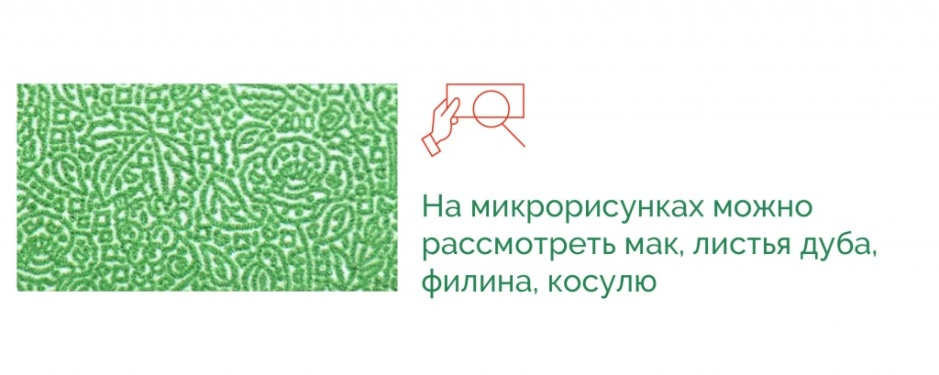 На микрорисунках можно
рассмотреть мак, листья дуба,
филина, косулю